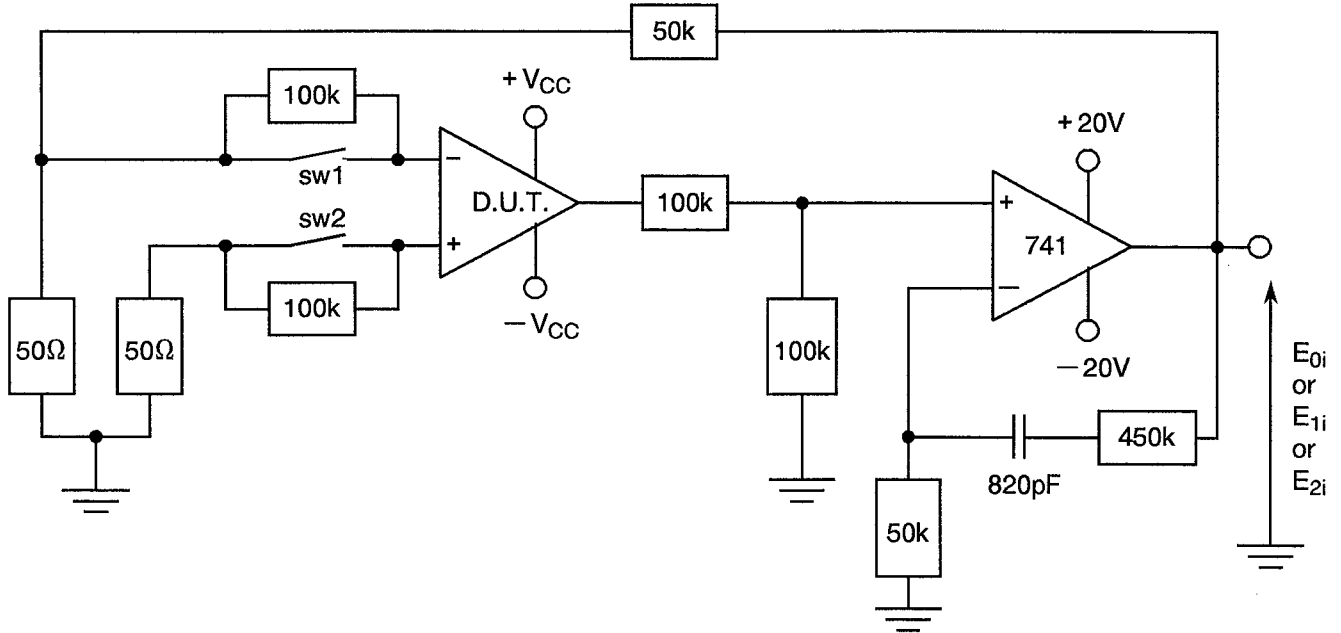 50k
100k
+ VCC
sw1
D.U.T.
−
+
sw2
100k
− VCC
50Ω
50Ω
100k
100k
+ 20V
+
741
−
− 20V
820pF
450k
50k
E0i
or
E1i
or
E2i